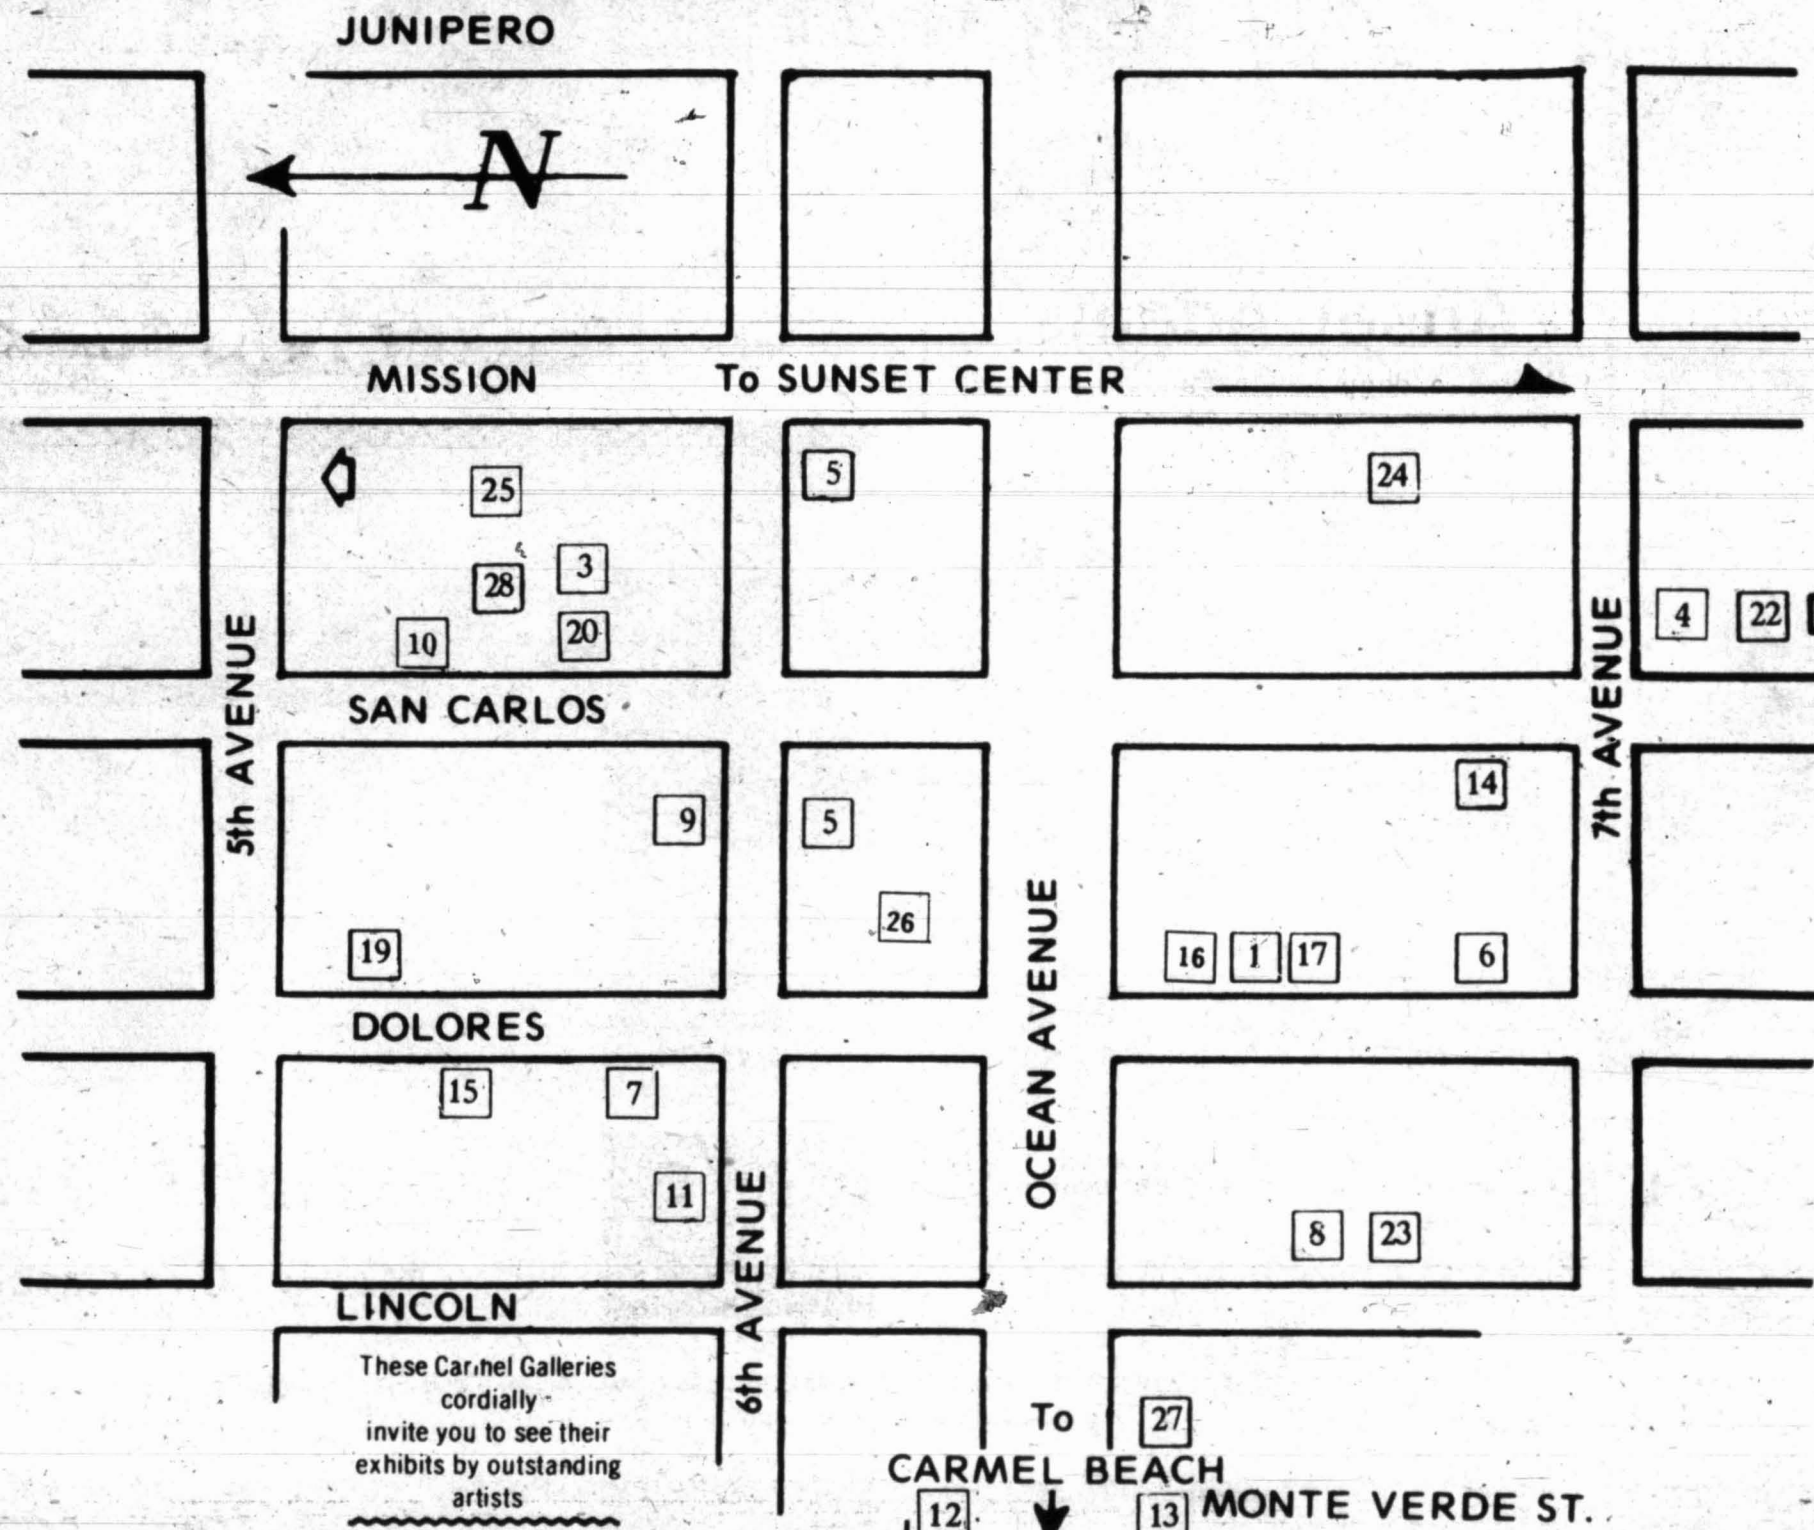 JUNIPERO
N
MISSION To SUNSET CENTER
25
5
24
28
3
10
20
4
22
5th AVENUE
SAN CARLOS
7th AVENUE
14
9
5
26
19
16
1
17
6
DOLORES
OCEAN AVENUE
15
7
11
6th AVENUE
8
23
LINCOLN
These Carmel Galleries
cordially
invite you to see their
exhibits by outstanding
artists
To
27
CARMEL BEACH
12
13
MONTE VERDE ST.